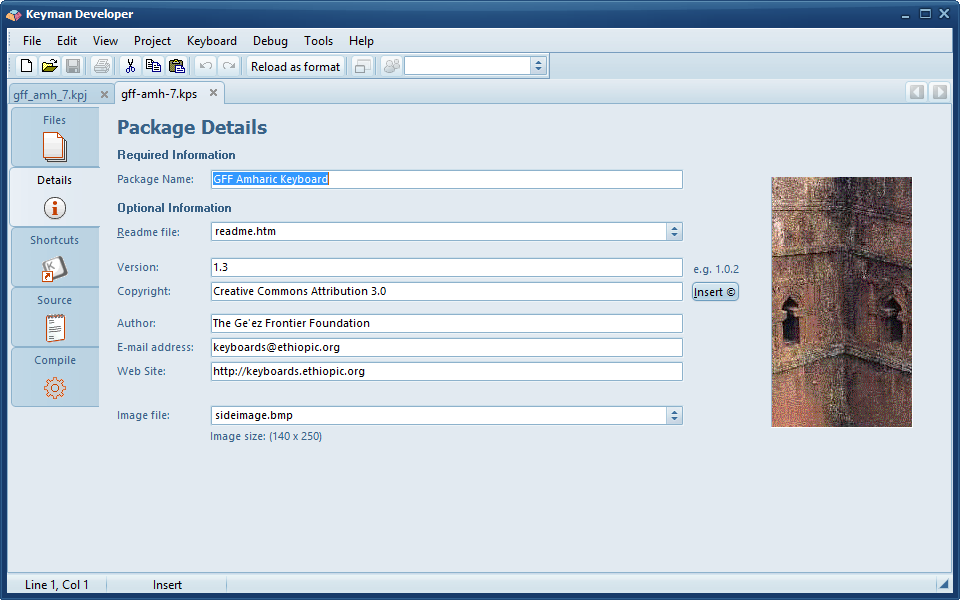 Keyman Developer
File Edit View Project Keyboard Debug Tools Help
Reload as format
gff_amh_7.kpj gff-amh-7.kps
Files
Details
Shortcuts
Source
Compile
Package Details
Required Information
Package Name: GFF Amharic Keyboard
Optional Information
Readme file: readme.htm
Version: 1.3 e.g. 1.0.2
Copyright: Creative Commons Attribution 3.0 Insert ©
Author: The Ge'ez Frontier Foundation
E-mail address: keyboards@ethiopic.org
Web Site: http://keyboards.ethiopic.org
Image file: sideimage.bmp
Image size: (140 x 250)
Line 1, Col 1 Insert